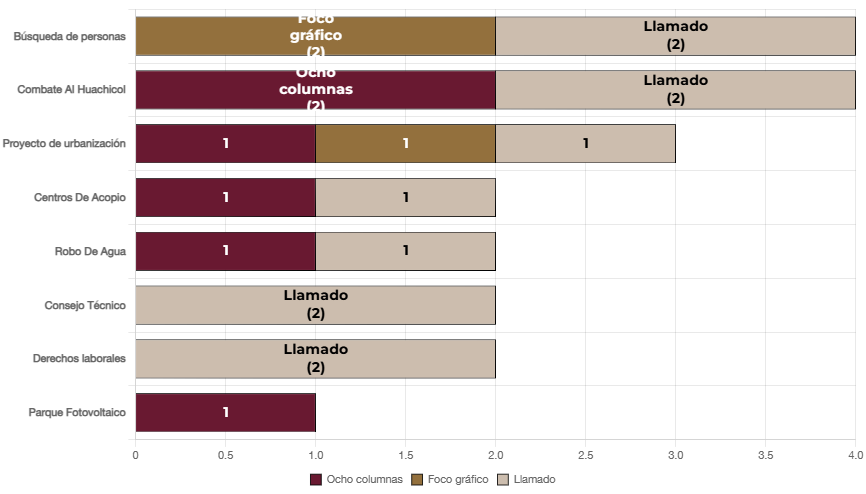 Búsqueda de personas
Foco
gráfico
(2)
Llamado
(2)
Combate Al Huachicol
Ocho
columnas
(2)
Llamado
(2)
Proyecto de urbanización
1
1
1
Centros De Acopio
1
1
Robo De Agua
1
1
Consejo Técnico
Llamado
(2)
Derechos laborales
Llamado
(2)
Parque Fotovoltaico
1
0 0.5 1.0 1.5 2.0 2.5 3.0 3.5 4.0
Ocho columnas Foco gráfico Llamado